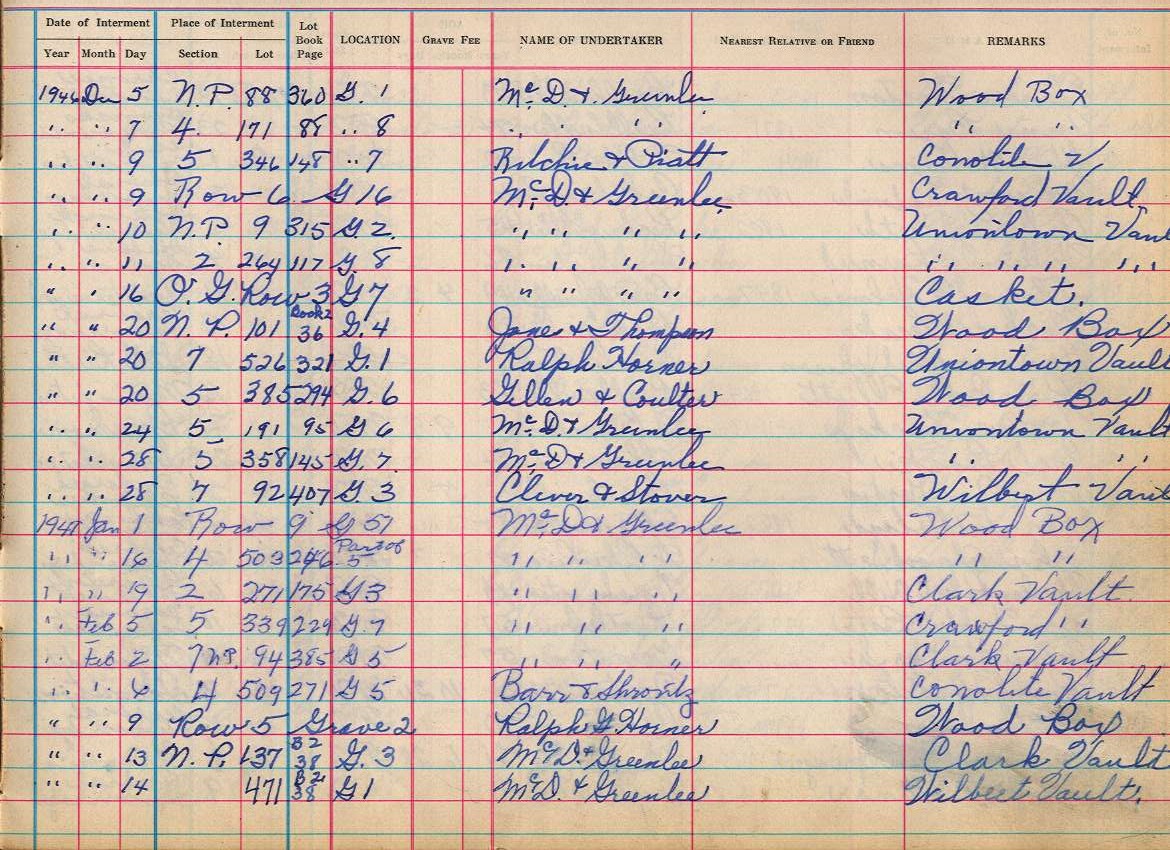 Date of Interment Place of Interment Lot Book Page LOCATION GRAVE FEE NAME OF UNDERTAKER NEAREST RELATIVE OR FRIEND REMARKS
Year Month Day Section Lot
1946 Dec 5 N.P. 88 360 G. 1 McD. & Greenlee Wood Box
" " 7 4. 171 88 " 8 " " " " " "
" " 9 5 346 148 " 7 Ritchie & Piatt Conolite V.
" " 9 Row 6 G 16 McD & Greenlee Crawford Vault.
" " 10 N.P. 9 315 G. 2. " " " " Uniontown Vault
" " 11 2 264 117 G. 8 " " " " " " " "
" " 16 O. G. Row 3 G 7 " " " " Casket.
" " 20 N. P. 101 Book 2 36 G. 4 & Thompson Wood Box
" " 20 7 526 321 G. 1 Ralph Horner Uniontown Vault
" " 20 5 385 294 G. 6 & Coulter Wood Box
" " 24 5 191 95 G 6 McD & Greenlee Uniontown Vault
" " 28 5 358 145 G. 7. McD & Greenlee " "
" " 28 7 92 407 G. 3 Clever & Stover Wilbert Vault
1947 Jan 1 Row 9 G 57 McD & Greenlee Wood Box
" " 16 4 503 246 Part of 5 " " " " " "
" " 19 2 271 175 G 3 " " " " Clark Vault.
" Feb 5 5 339 229 G. 7 " " " Crawford "
" Feb 2 7 N.P. 94 385 G 5 " " " Clark Vault
" " 6 4 509 271 G 5 Barr & Shrontz Conolite Vault
" " 9 Row 5 Grave 2 Ralph G. Horner Wood Box
" " 13 N. P. 137 B 2 38 G. 3 McD. & Greenlee Clark Vault
" " 14 471 B 2 38 G 1 McD. & Greenlee Wilbert Vault.